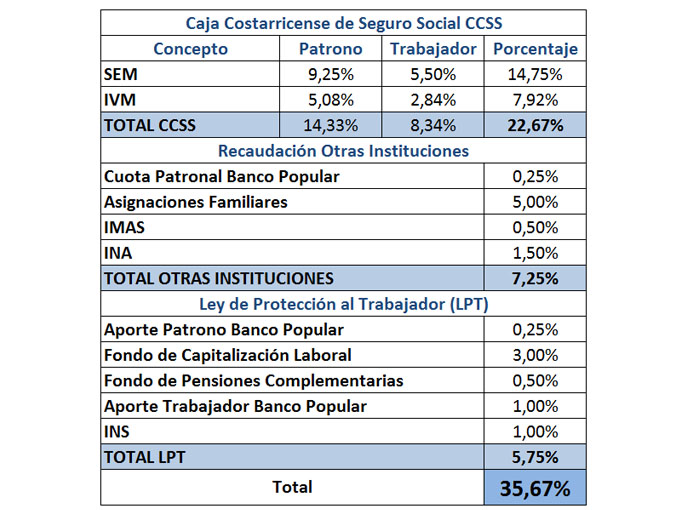 Caja Costarricense de Seguro Social CCSS
Concepto Patrono Trabajador Porcentaje
SEM 9,25% 5,50% 14,75%
IVM 5,08% 2,84% 7,92%
TOTAL CCSS 14,33% 8,34% 22,67%
Recaudación Otras Instituciones
Cuota Patronal Banco Popular 0,25%
Asignaciones Familiares 5,00%
IMAS 0,50%
INA 1,50%
TOTAL OTRAS INSTITUCIONES 7,25%
Ley de Protección al Trabajador (LPT)
Aporte Patrono Banco Popular 0,25%
Fondo de Capitalización Laboral 3,00%
Fondo de Pensiones Complementarias 0,50%
Aporte Trabajador Banco Popular 1,00%
INS 1,00%
TOTAL LPT 5,75%
Total 35,67%